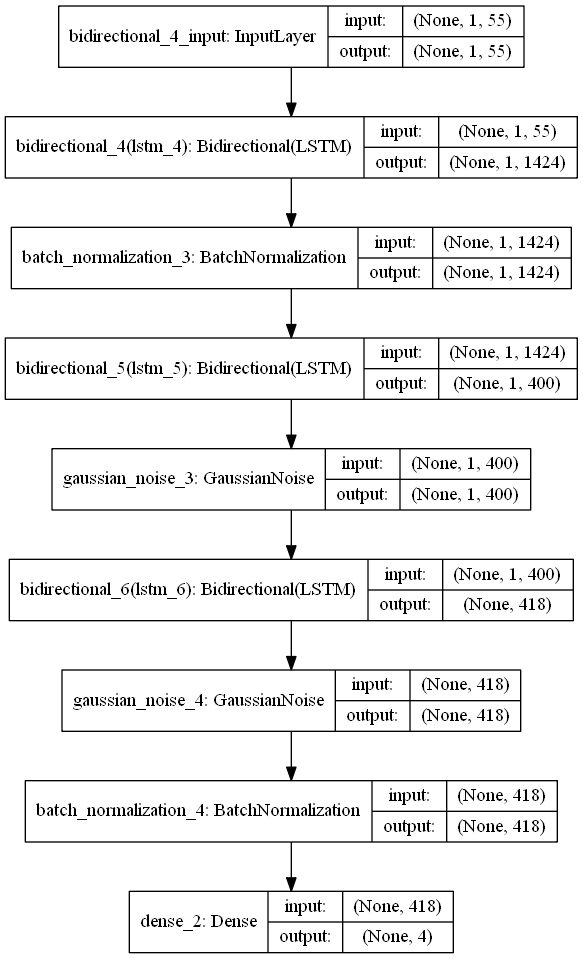 bidirectional_4_input: InputLayer
input: (None, 1, 55)
output: (None, 1, 55)
bidirectional_4(lstm_4): Bidirectional(LSTM)
input: (None, 1, 55)
output: (None, 1, 1424)
batch_normalization_3: BatchNormalization
input: (None, 1, 1424)
output: (None, 1, 1424)
bidirectional_5(lstm_5): Bidirectional(LSTM)
input: (None, 1, 1424)
output: (None, 1, 400)
gaussian_noise_3: GaussianNoise
input: (None, 1, 400)
output: (None, 1, 400)
bidirectional_6(lstm_6): Bidirectional(LSTM)
input: (None, 1, 400)
output: (None, 418)
gaussian_noise_4: GaussianNoise
input: (None, 418)
output: (None, 418)
batch_normalization_4: BatchNormalization
input: (None, 418)
output: (None, 418)
dense_2: Dense
input: (None, 418)
output: (None, 4)